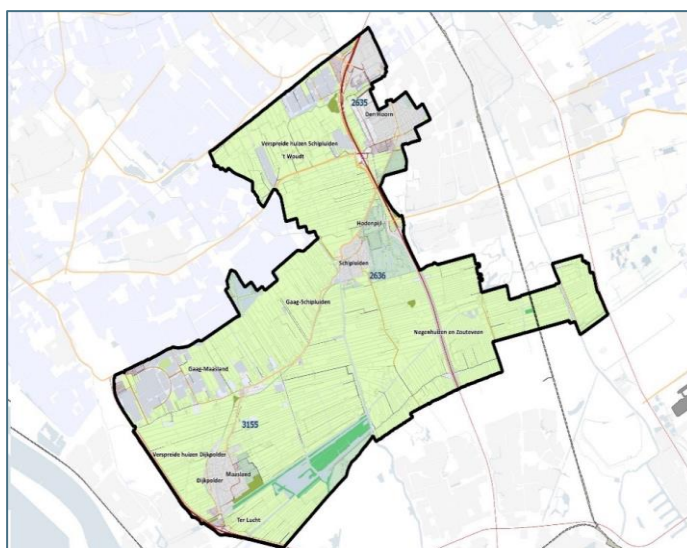 2635
Den Hoorn
Verspreide huizen Schipluiden
't Woudt
Hodenpijl
Schipluiden
2636
Gaag-Schipluiden
Negenhuizen en Zouteveen
Gaag-Maasland
3155
Verspreide huizen Dijkpolder
Maasland
Dijkpolder
Ter Lucht